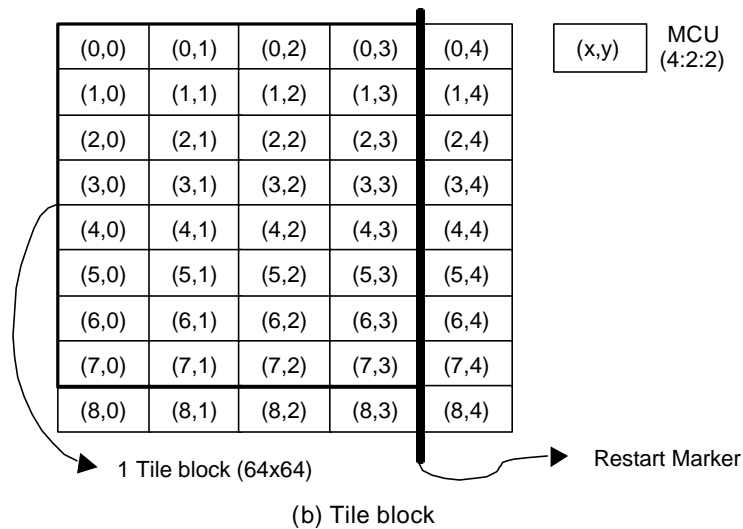 (0,0) (0,1) (0,2) (0,3) (0,4) (x,y) MCU
(4:2:2)
(1,0) (1,1) (1,2) (1,3) (1,4)
(2,0) (2,1) (2,2) (2,3) (2,4)
(3,0) (3,1) (3,2) (3,3) (3,4)
(4,0) (4,1) (4,2) (4,3) (4,4)
(5,0) (5,1) (5,2) (5,3) (5,4)
(6,0) (6,1) (6,2) (6,3) (6,4)
(7,0) (7,1) (7,2) (7,3) (7,4)
(8,0) (8,1) (8,2) (8,3) (8,4)
1 Tile block (64x64) Restart Marker
(b) Tile block